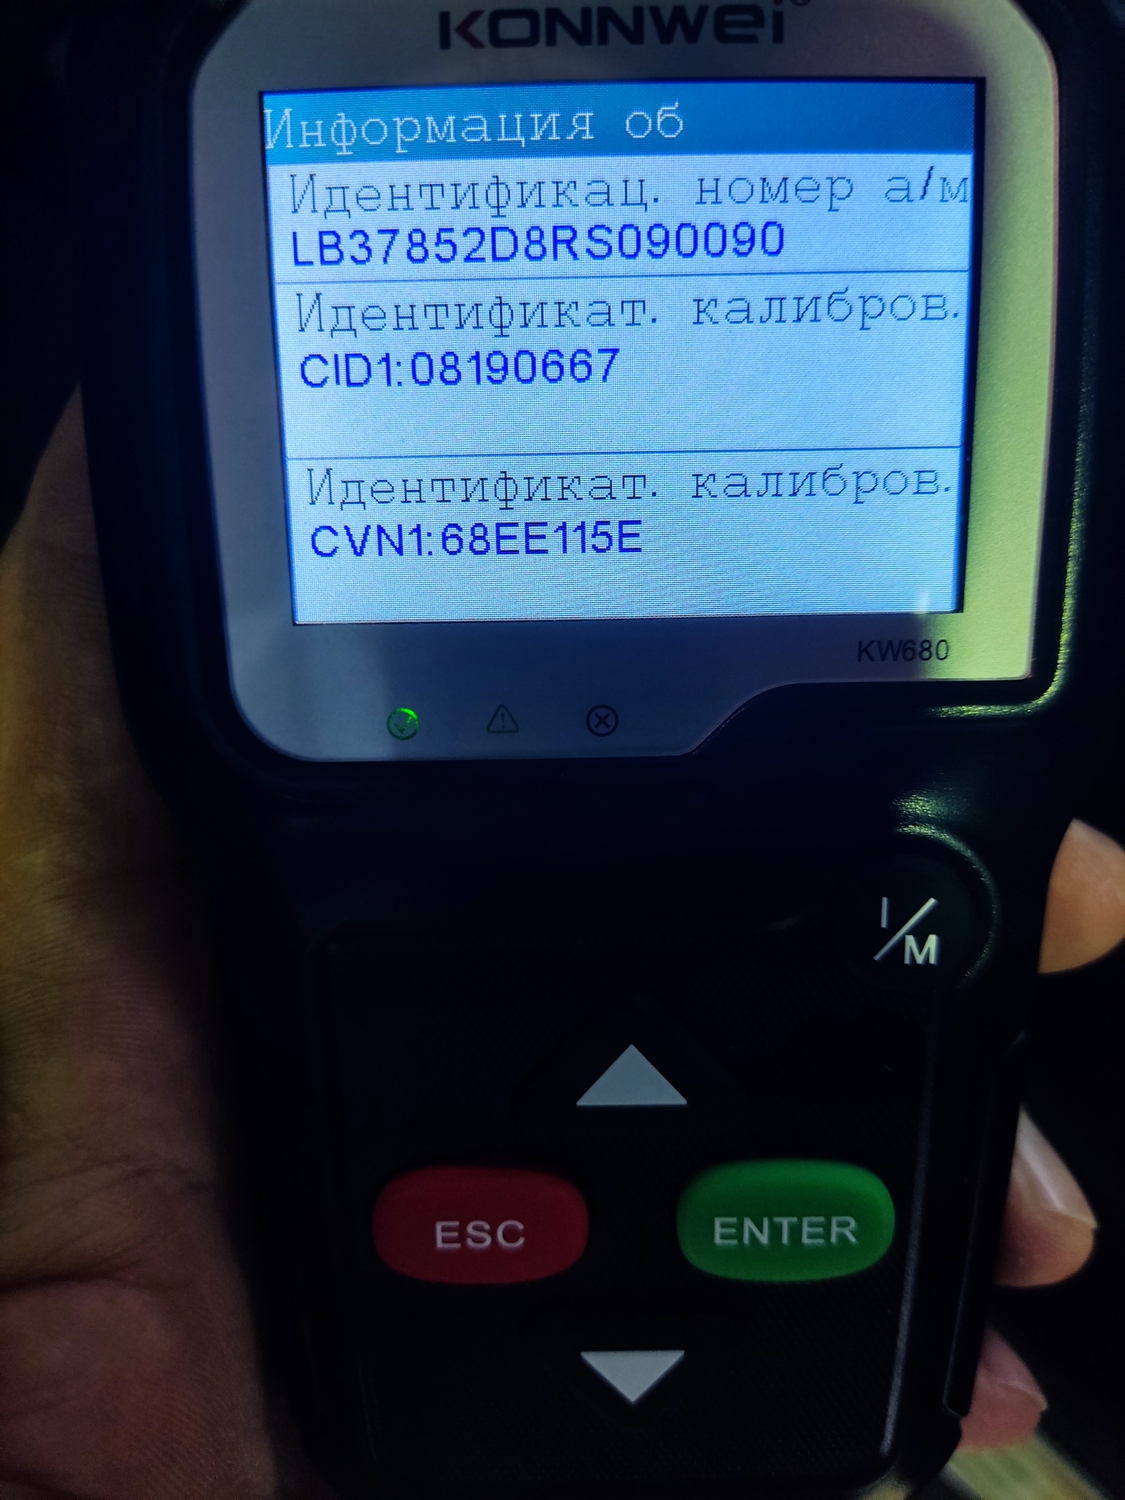 KONNWEI®
Информация об
Идентификац. номер а/м
LB37852D8RS090090
Идентификат. калибров.
CID1:08190667
Идентификат. калибров.
CVN1:68EE115E
KW680
I/M
ESC
ENTER